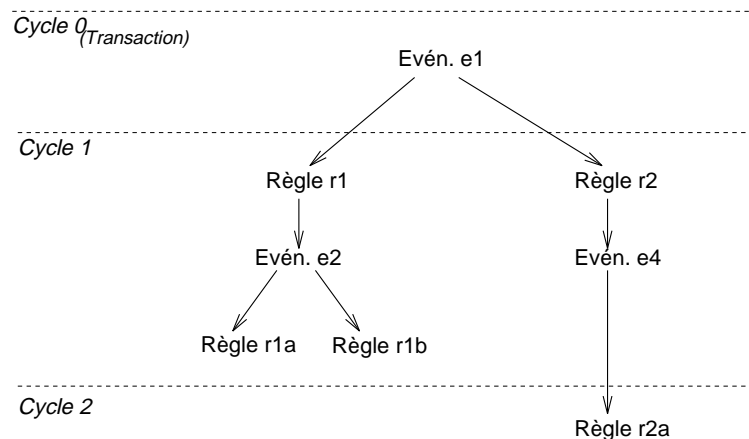 Cycle 0
(Transaction)
Evén. e1
Cycle 1
Règle r1
Règle r2
Evén. e2
Evén. e4
Règle r1a
Règle r1b
Cycle 2
Règle r2a